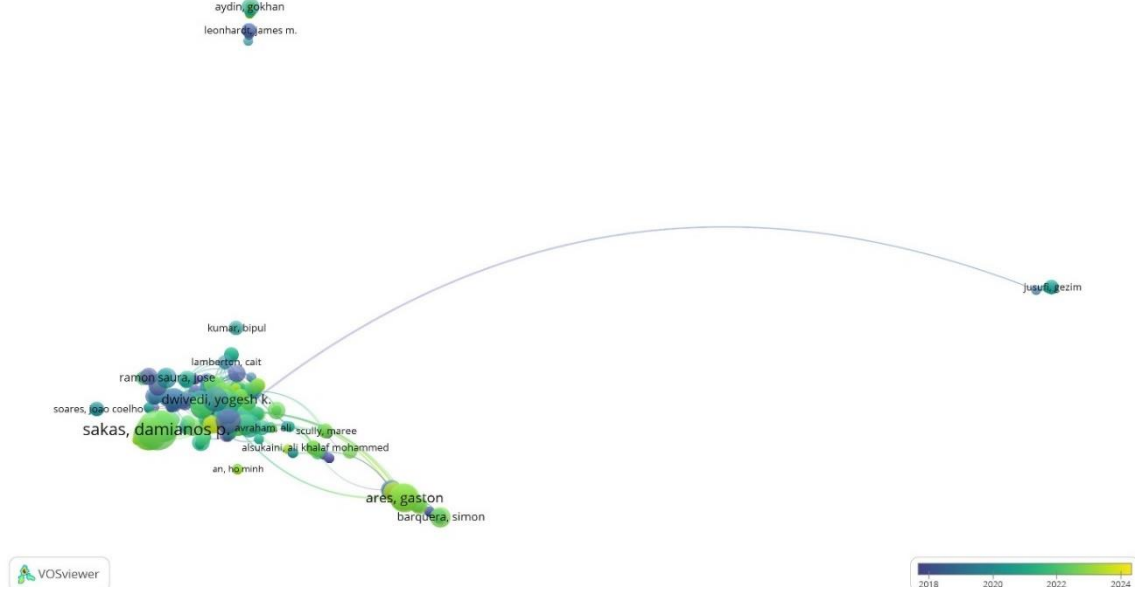 aydin, gokhan
leonhardt, james m.
jusufi, gezim
kumar, bipul
lamberton, cait
ramon saura, jose
dwivedi, yogesh k.
soares, joao coelho
sakas, damianos p.
avraham, eli
scully, maree
alsukaini, ali khalaf mohammed
an, ho minh
ares, gaston
barquera, simon
VOSviewer
2018 2020 2022 2024